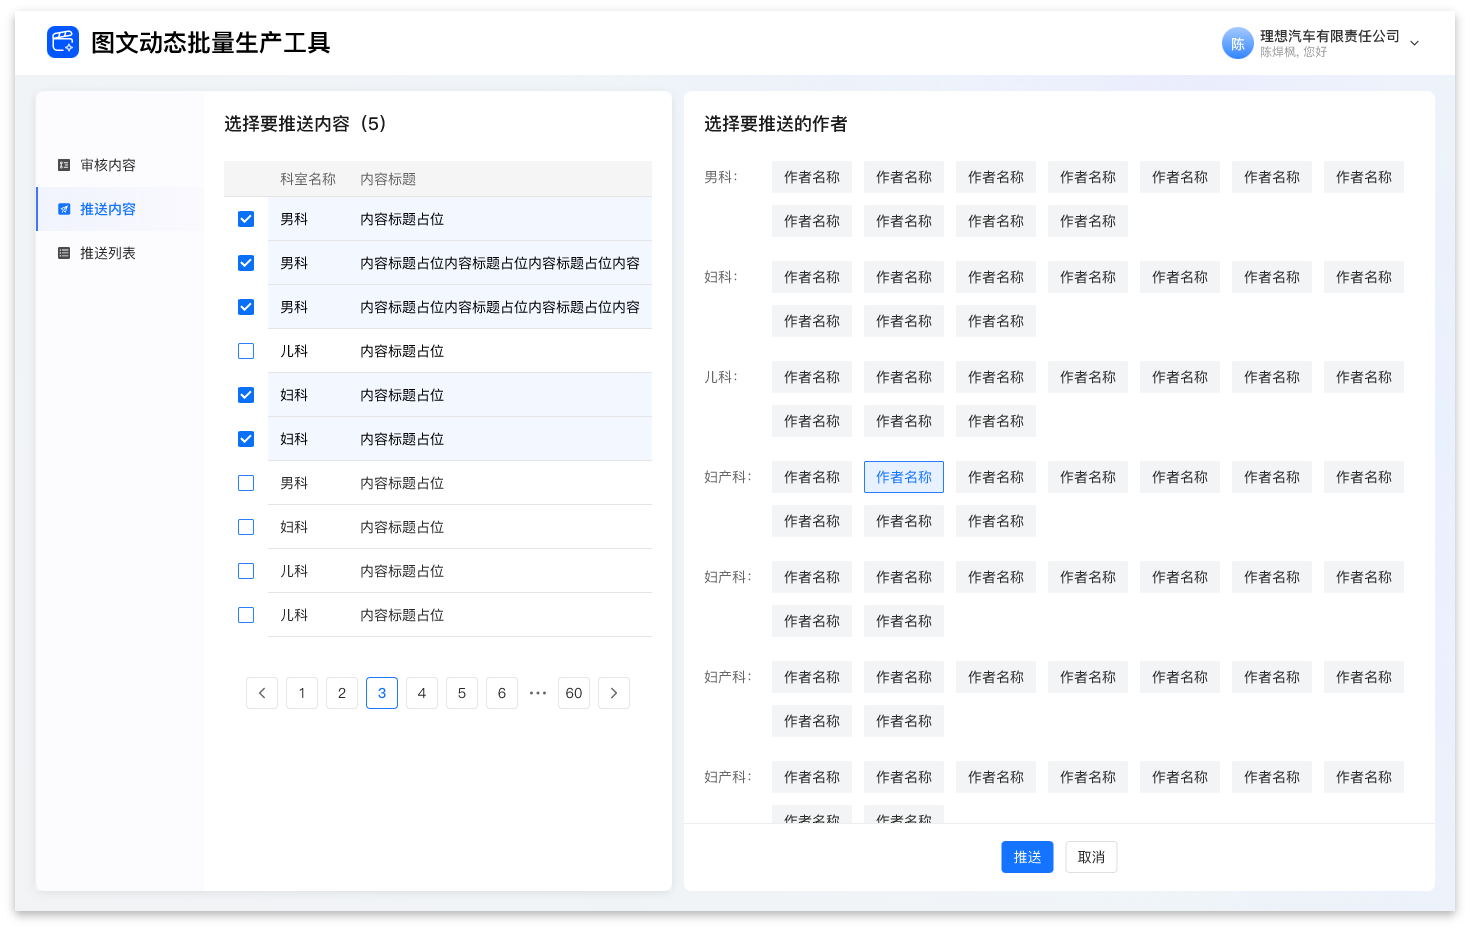 图文动态批量生产工具
陈
理想汽车有限责任公司
陈焊枫, 您好
审核内容
推送内容
推送列表
选择要推送内容（5）
科室名称 内容标题
男科 内容标题占位
男科 内容标题占位内容标题占位内容标题占位内容
男科 内容标题占位内容标题占位内容标题占位内容
儿科 内容标题占位
妇科 内容标题占位
妇科 内容标题占位
男科 内容标题占位
妇科 内容标题占位
儿科 内容标题占位
儿科 内容标题占位
1 2 3 4 5 6 ··· 60
选择要推送的作者
男科： 作者名称 作者名称 作者名称 作者名称 作者名称 作者名称 作者名称
作者名称 作者名称 作者名称 作者名称
妇科： 作者名称 作者名称 作者名称 作者名称 作者名称 作者名称 作者名称
作者名称 作者名称 作者名称
儿科： 作者名称 作者名称 作者名称 作者名称 作者名称 作者名称 作者名称
作者名称 作者名称 作者名称
妇产科： 作者名称 作者名称 作者名称 作者名称 作者名称 作者名称 作者名称
作者名称 作者名称 作者名称
妇产科： 作者名称 作者名称 作者名称 作者名称 作者名称 作者名称 作者名称
作者名称 作者名称
妇产科： 作者名称 作者名称 作者名称 作者名称 作者名称 作者名称 作者名称
作者名称 作者名称
妇产科： 作者名称 作者名称 作者名称 作者名称 作者名称 作者名称 作者名称
作者名称 作者名称
推送 取消